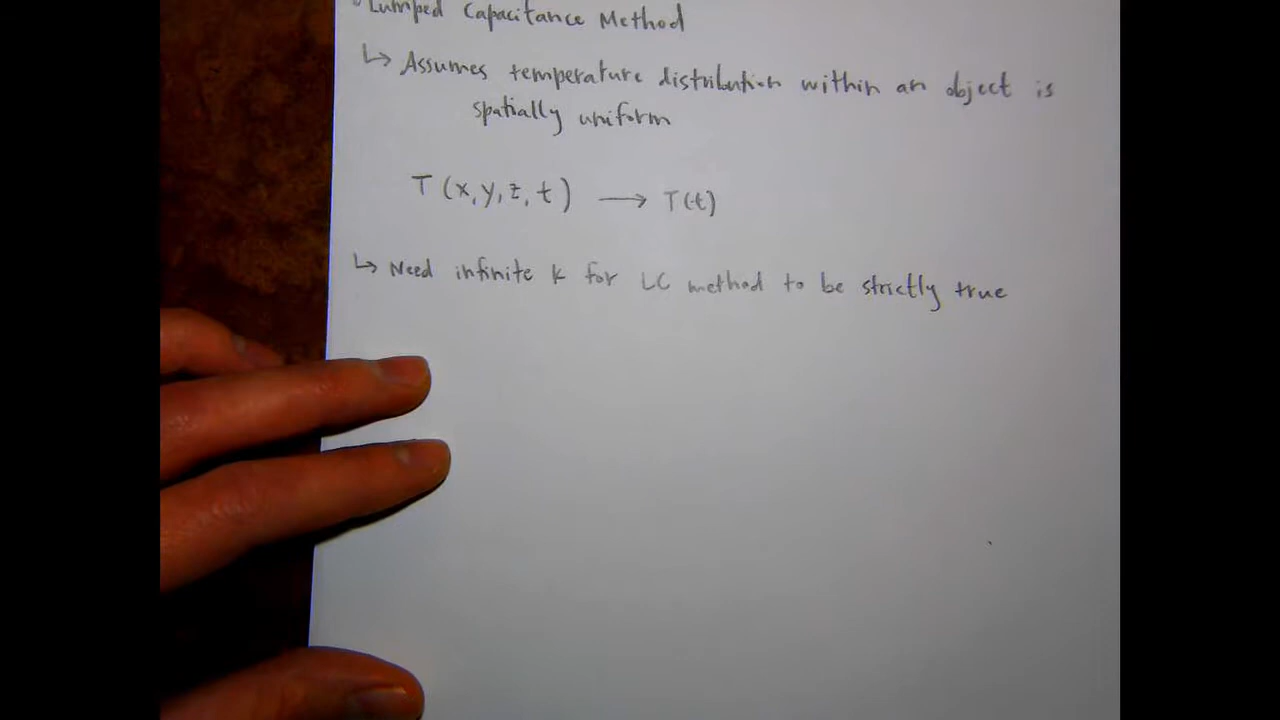 Lumped Capacitance Method
↳ Assumes temperature distribution within an object is
spatially uniform
T (x, y, z, t) ⟶ T(t)
↳ Need infinite k for LC method to be strictly true